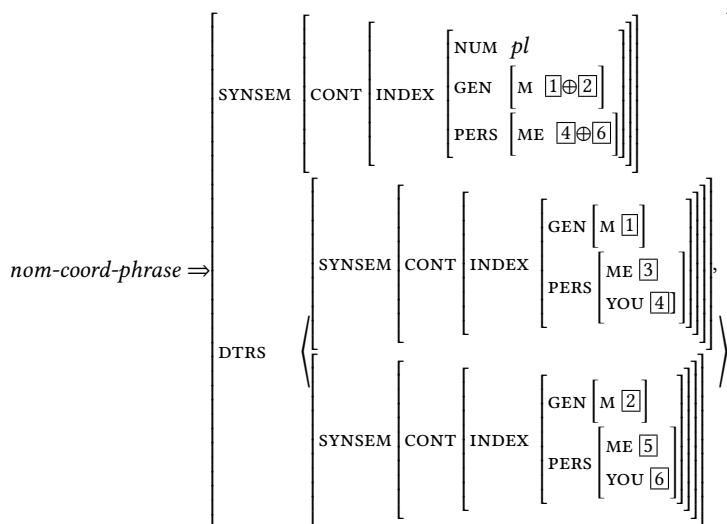 NUM pl
GEN [M 1⊕2]
SYNSEM [CONT [INDEX
PERS [ME 4⊕6]
GEN [M 1]
SYNSEM [CONT [INDEX
PERS [ME 3
nom-coord-phrase ⇒
YOU 4]] ,
DTRS ⟨
GEN [M 2]
SYNSEM [CONT [INDEX
PERS [ME 5
YOU 6] ⟩